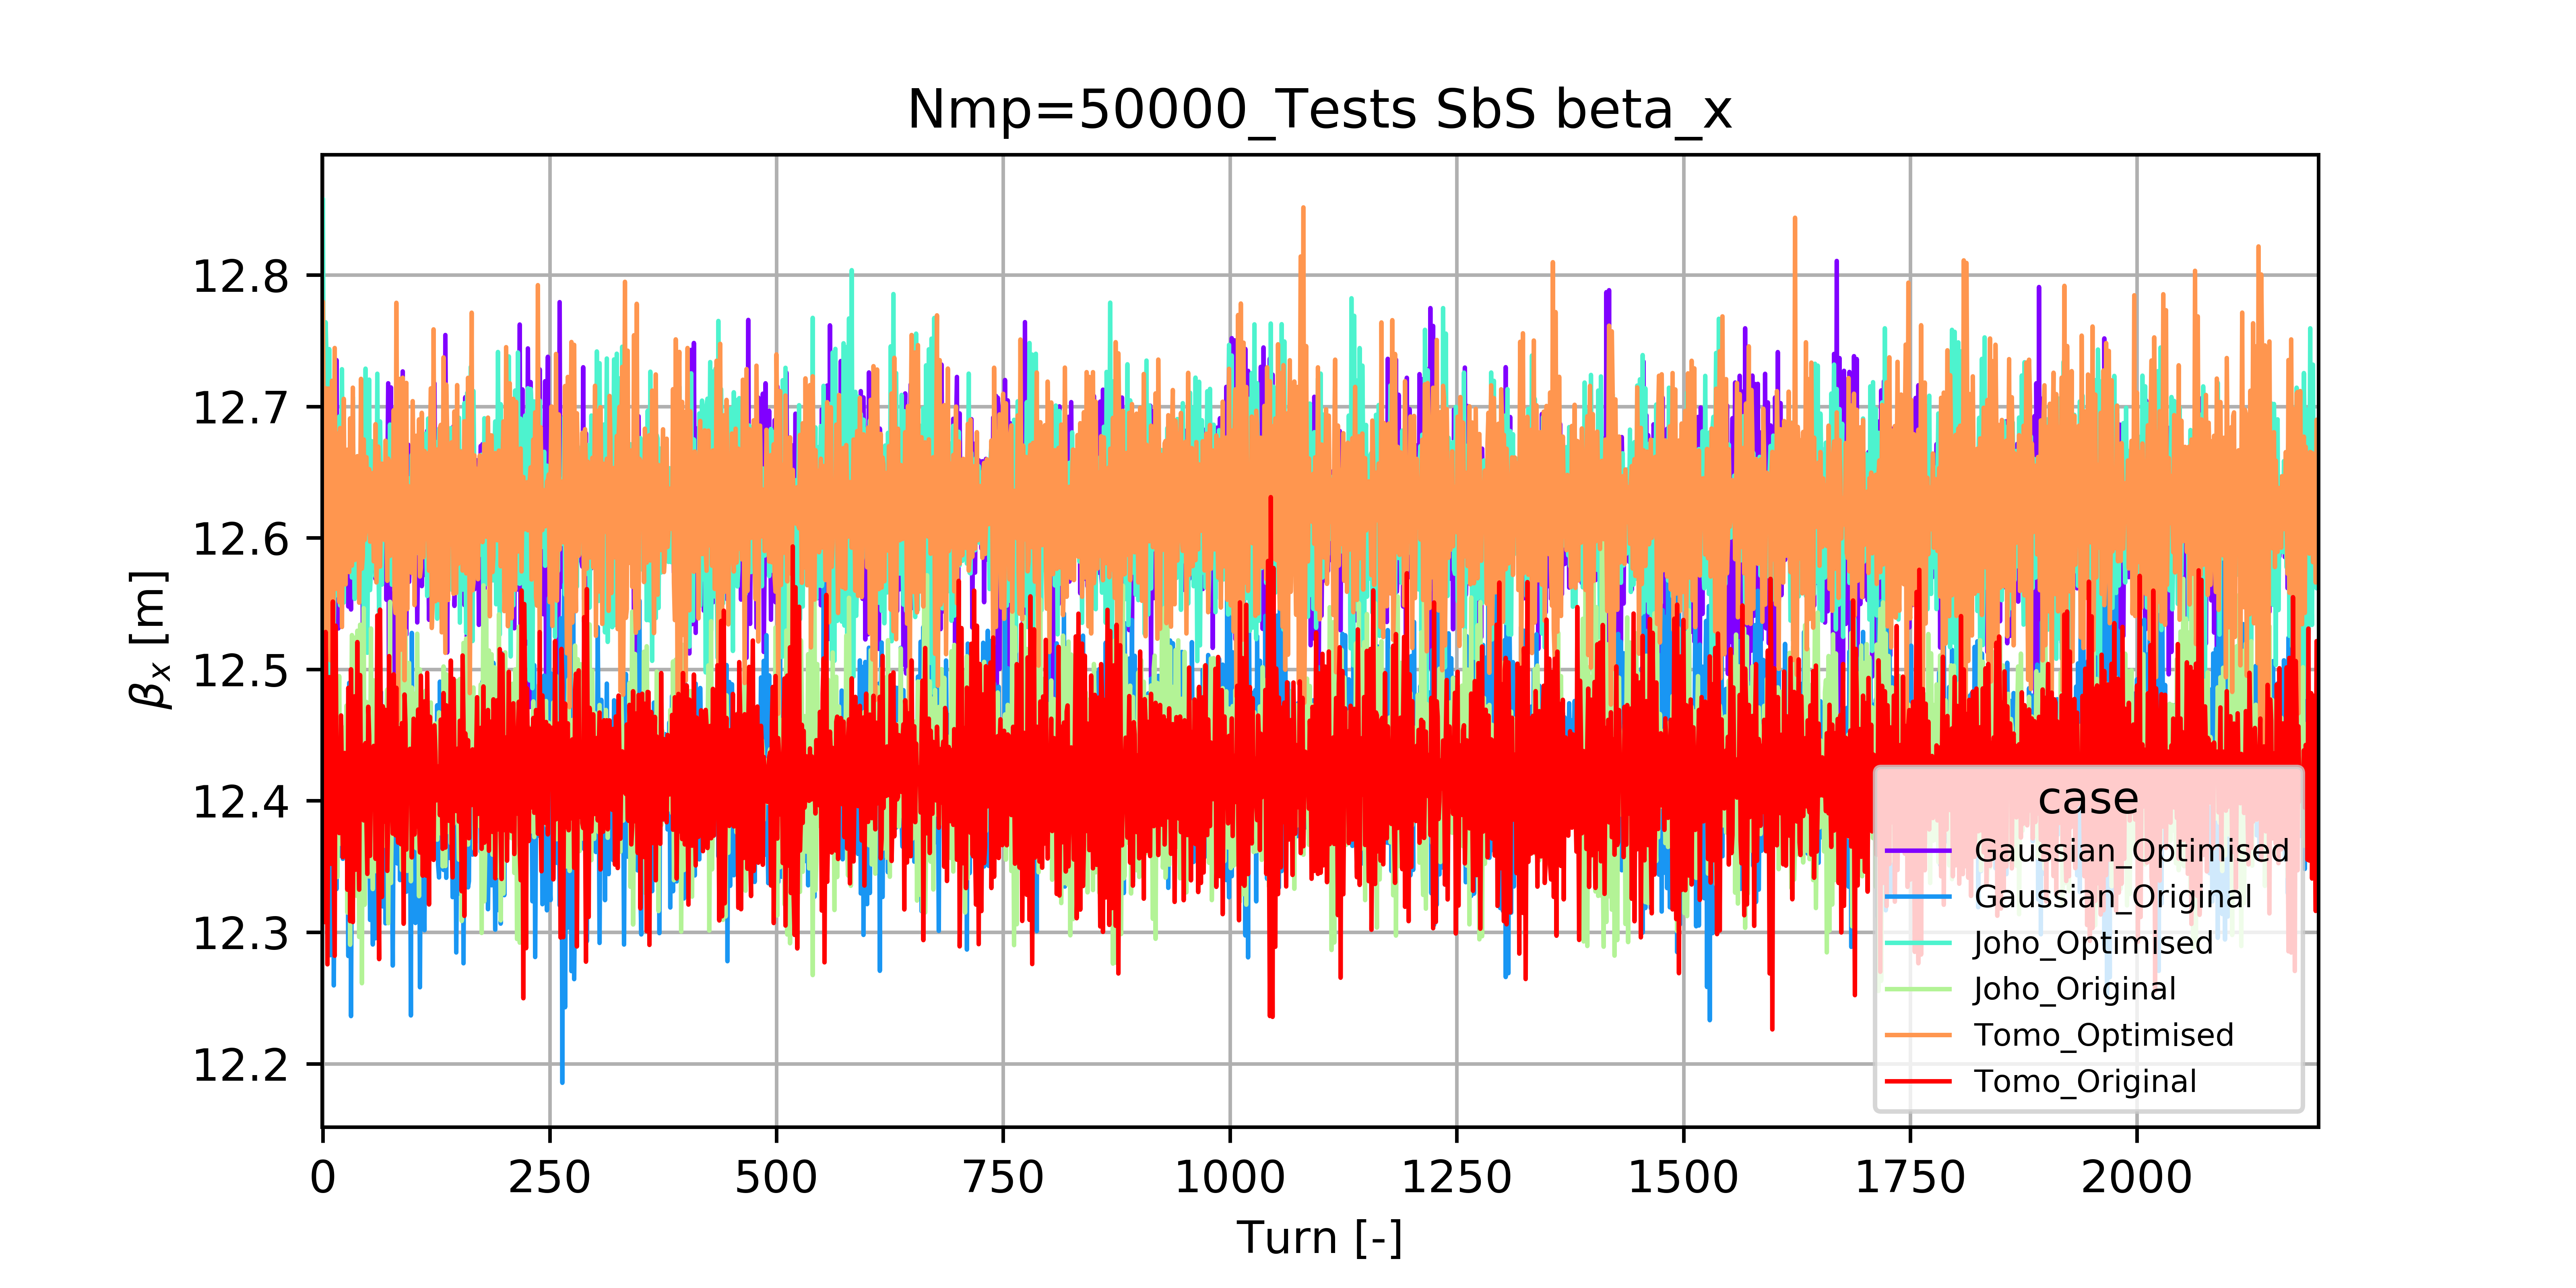 Nmp=50000_Tests SbS beta_x
12.8
12.7
12.6
12.5
12.4
12.3
12.2
βx [m]
0 250 500 750 1000 1250 1500 1750 2000
Turn [-]
case
Gaussian_Optimised
Gaussian_Original
Joho_Optimised
Joho_Original
Tomo_Optimised
Tomo_Original